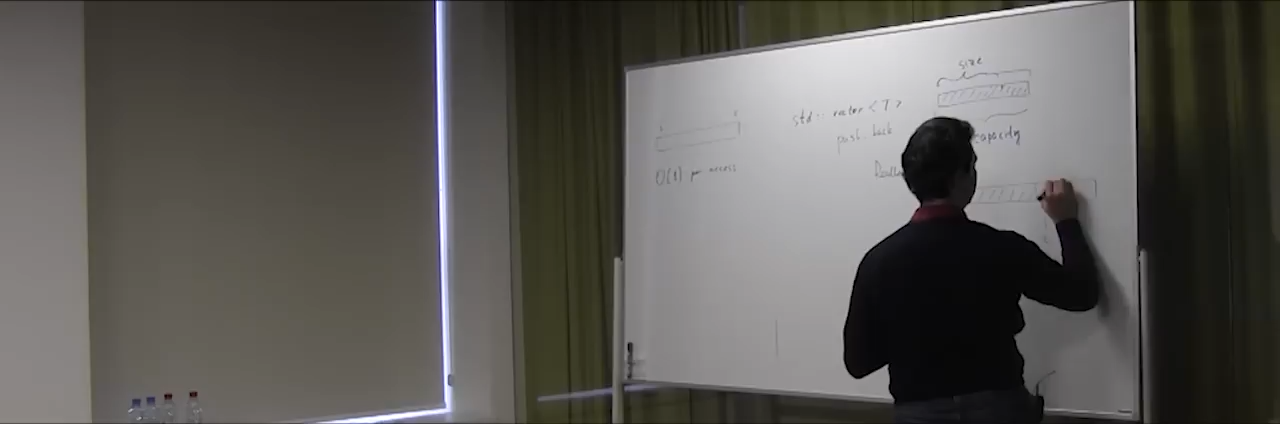 size
std::vector<T>
push_back
capacity
O(1) per access